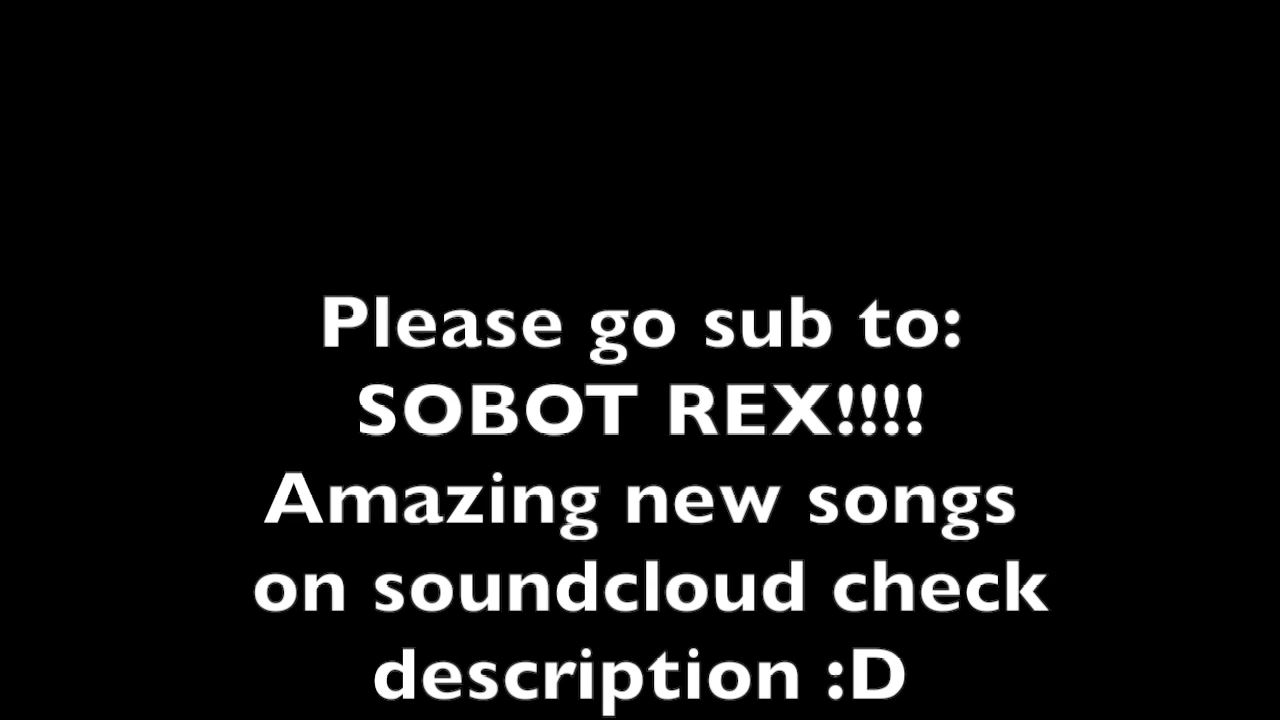 Please go sub to:
SOBOT REX!!!!
Amazing new songs
on soundcloud check
description :D